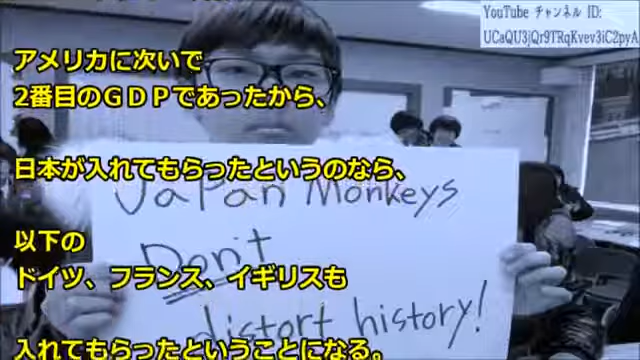 YouTube チャンネル ID:
UCaQU3jQr9TRqKvev3iC2pyA
アメリカに次いで
2番目のＧＤＰであったから、
日本が入れてもらったというのなら、
Japan Monkeys
以下の
Don't
ドイツ、フランス、イギリスも
distort history!
入れてもらったということになる。